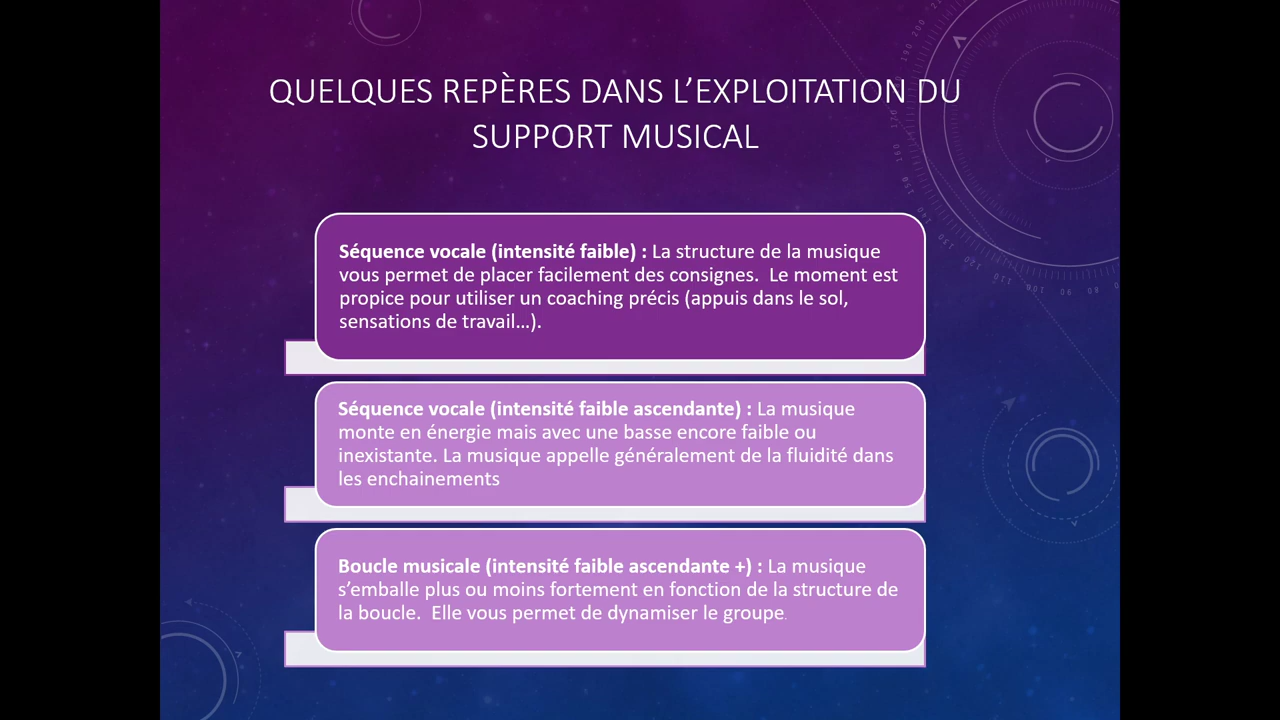 QUELQUES REPÈRES DANS L’EXPLOITATION DU
SUPPORT MUSICAL
Séquence vocale (intensité faible) : La structure de la musique
vous permet de placer facilement des consignes.  Le moment est
propice pour utiliser un coaching précis (appuis dans le sol,
sensations de travail…).
Séquence vocale (intensité faible ascendante) : La musique
monte en énergie mais avec une basse encore faible ou
inexistante. La musique appelle généralement de la fluidité dans
les enchainements
Boucle musicale (intensité faible ascendante +) : La musique
s’emballe plus ou moins fortement en fonction de la structure de
la boucle.  Elle vous permet de dynamiser le groupe.